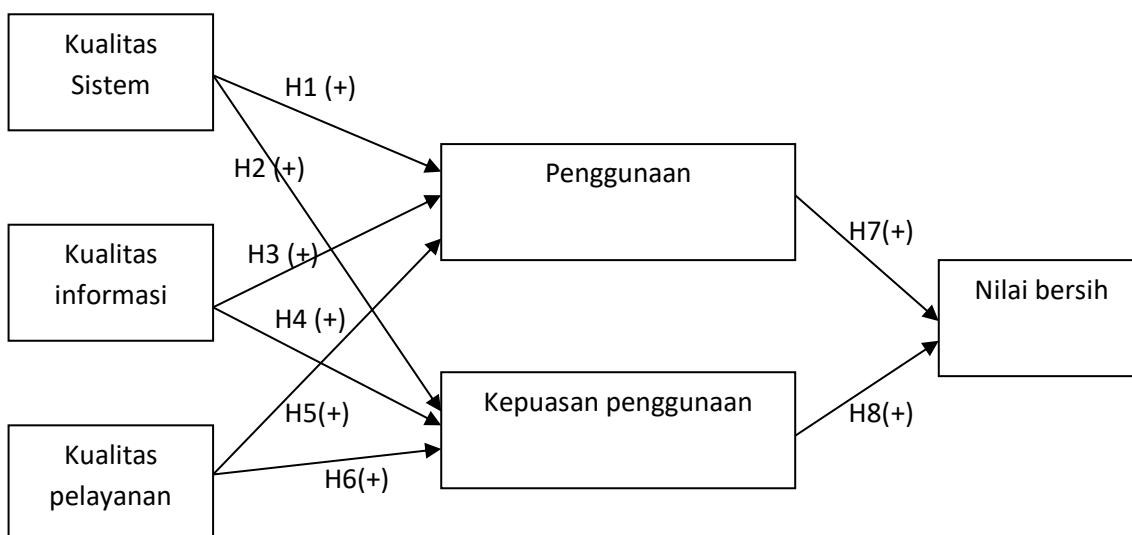 Kualitas
Sistem
H1 (+)
H2 (+)
Penggunaan
Kualitas
informasi
H3 (+)
H4 (+)
H7(+)
Nilai bersih
Kepuasan penggunaan
H5(+)
H8(+)
Kualitas
pelayanan
H6(+)